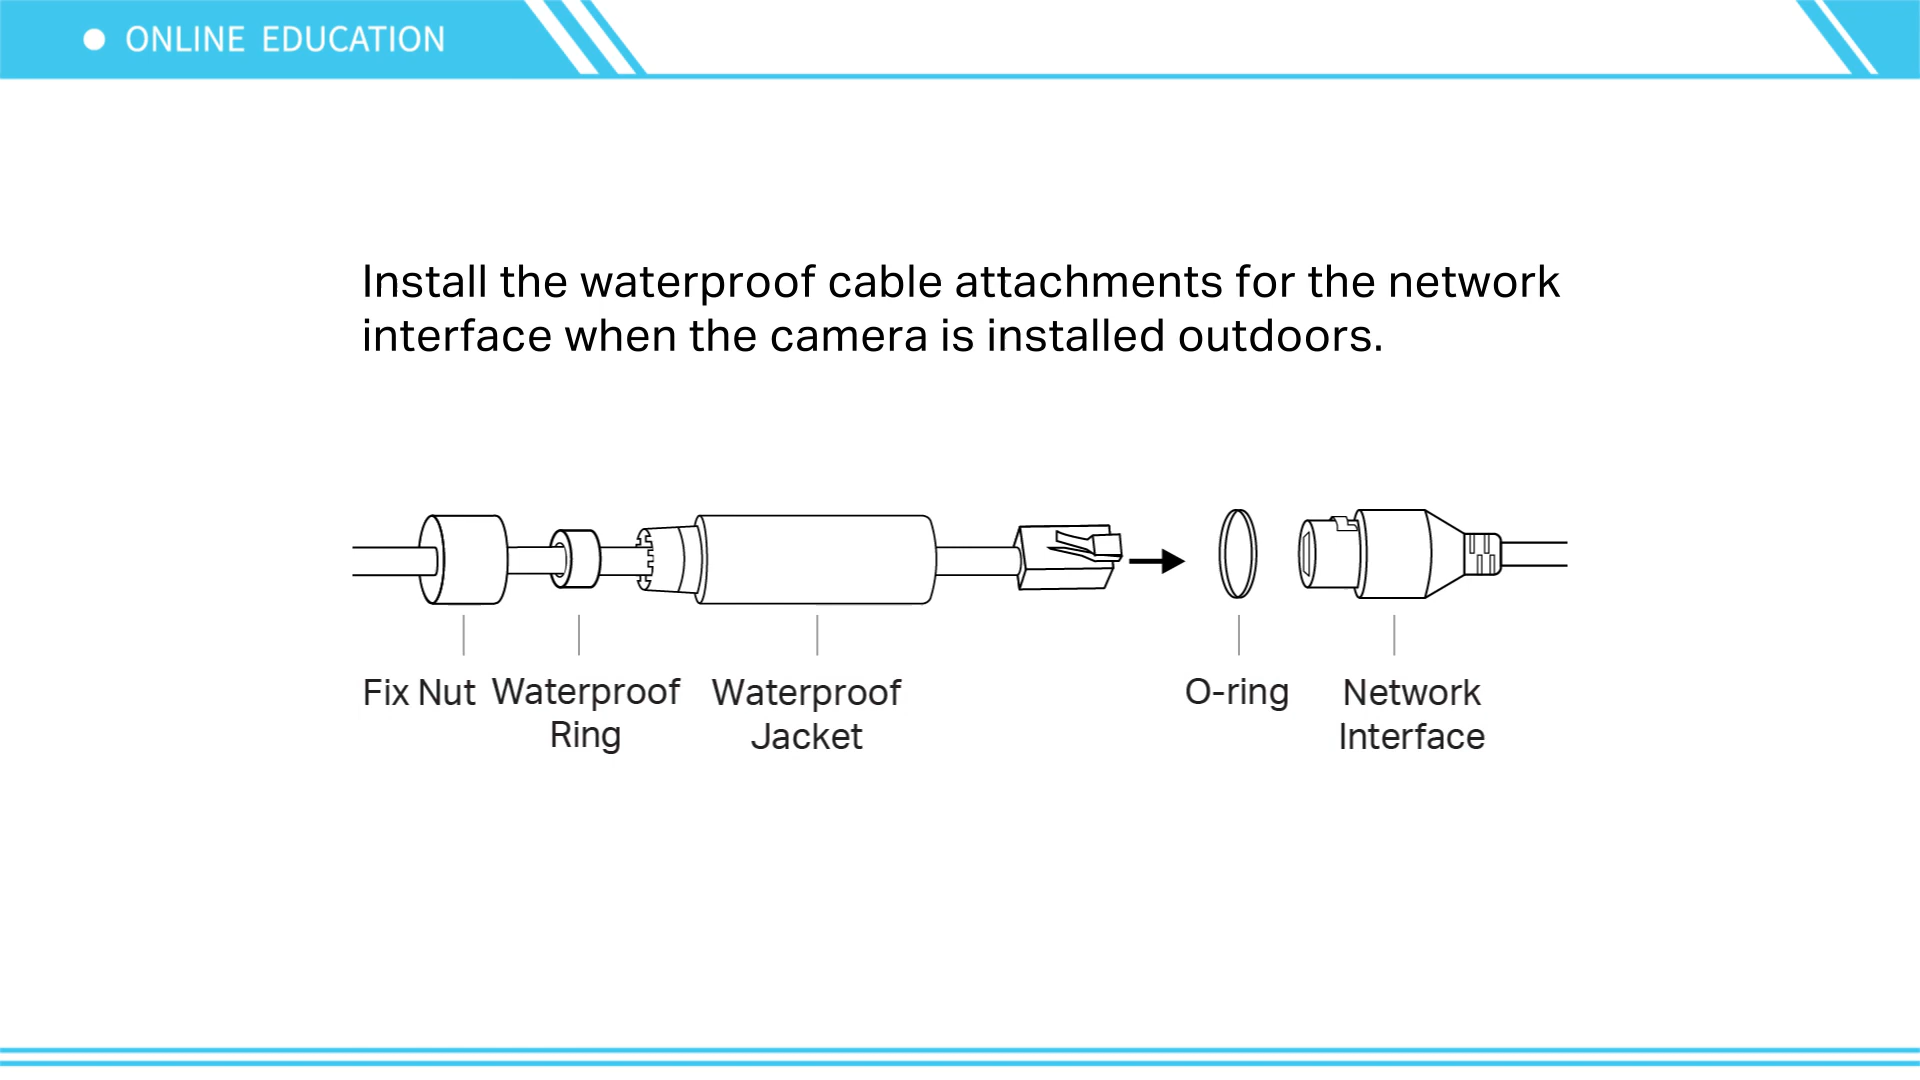 ONLINE EDUCATION
Install the waterproof cable attachments for the network
interface when the camera is installed outdoors.
Fix Nut
Waterproof
Ring
Waterproof
Jacket
O-ring
Network
Interface